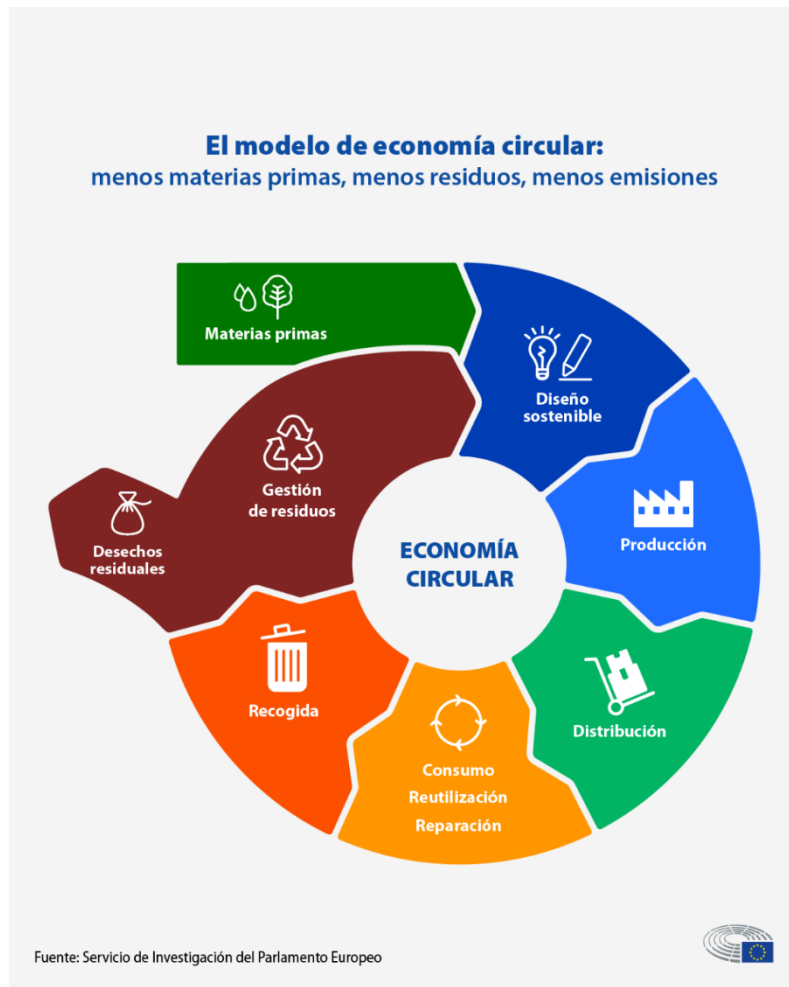 El modelo de economía circular:
menos materias primas, menos residuos, menos emisiones
Materias primas
Diseño
sostenible
Producción
Distribución
Consumo
Reutilización
Reparación
Recogida
Gestión
de residuos
Desechos
residuales
ECONOMÍA
CIRCULAR
Fuente: Servicio de Investigación del Parlamento Europeo